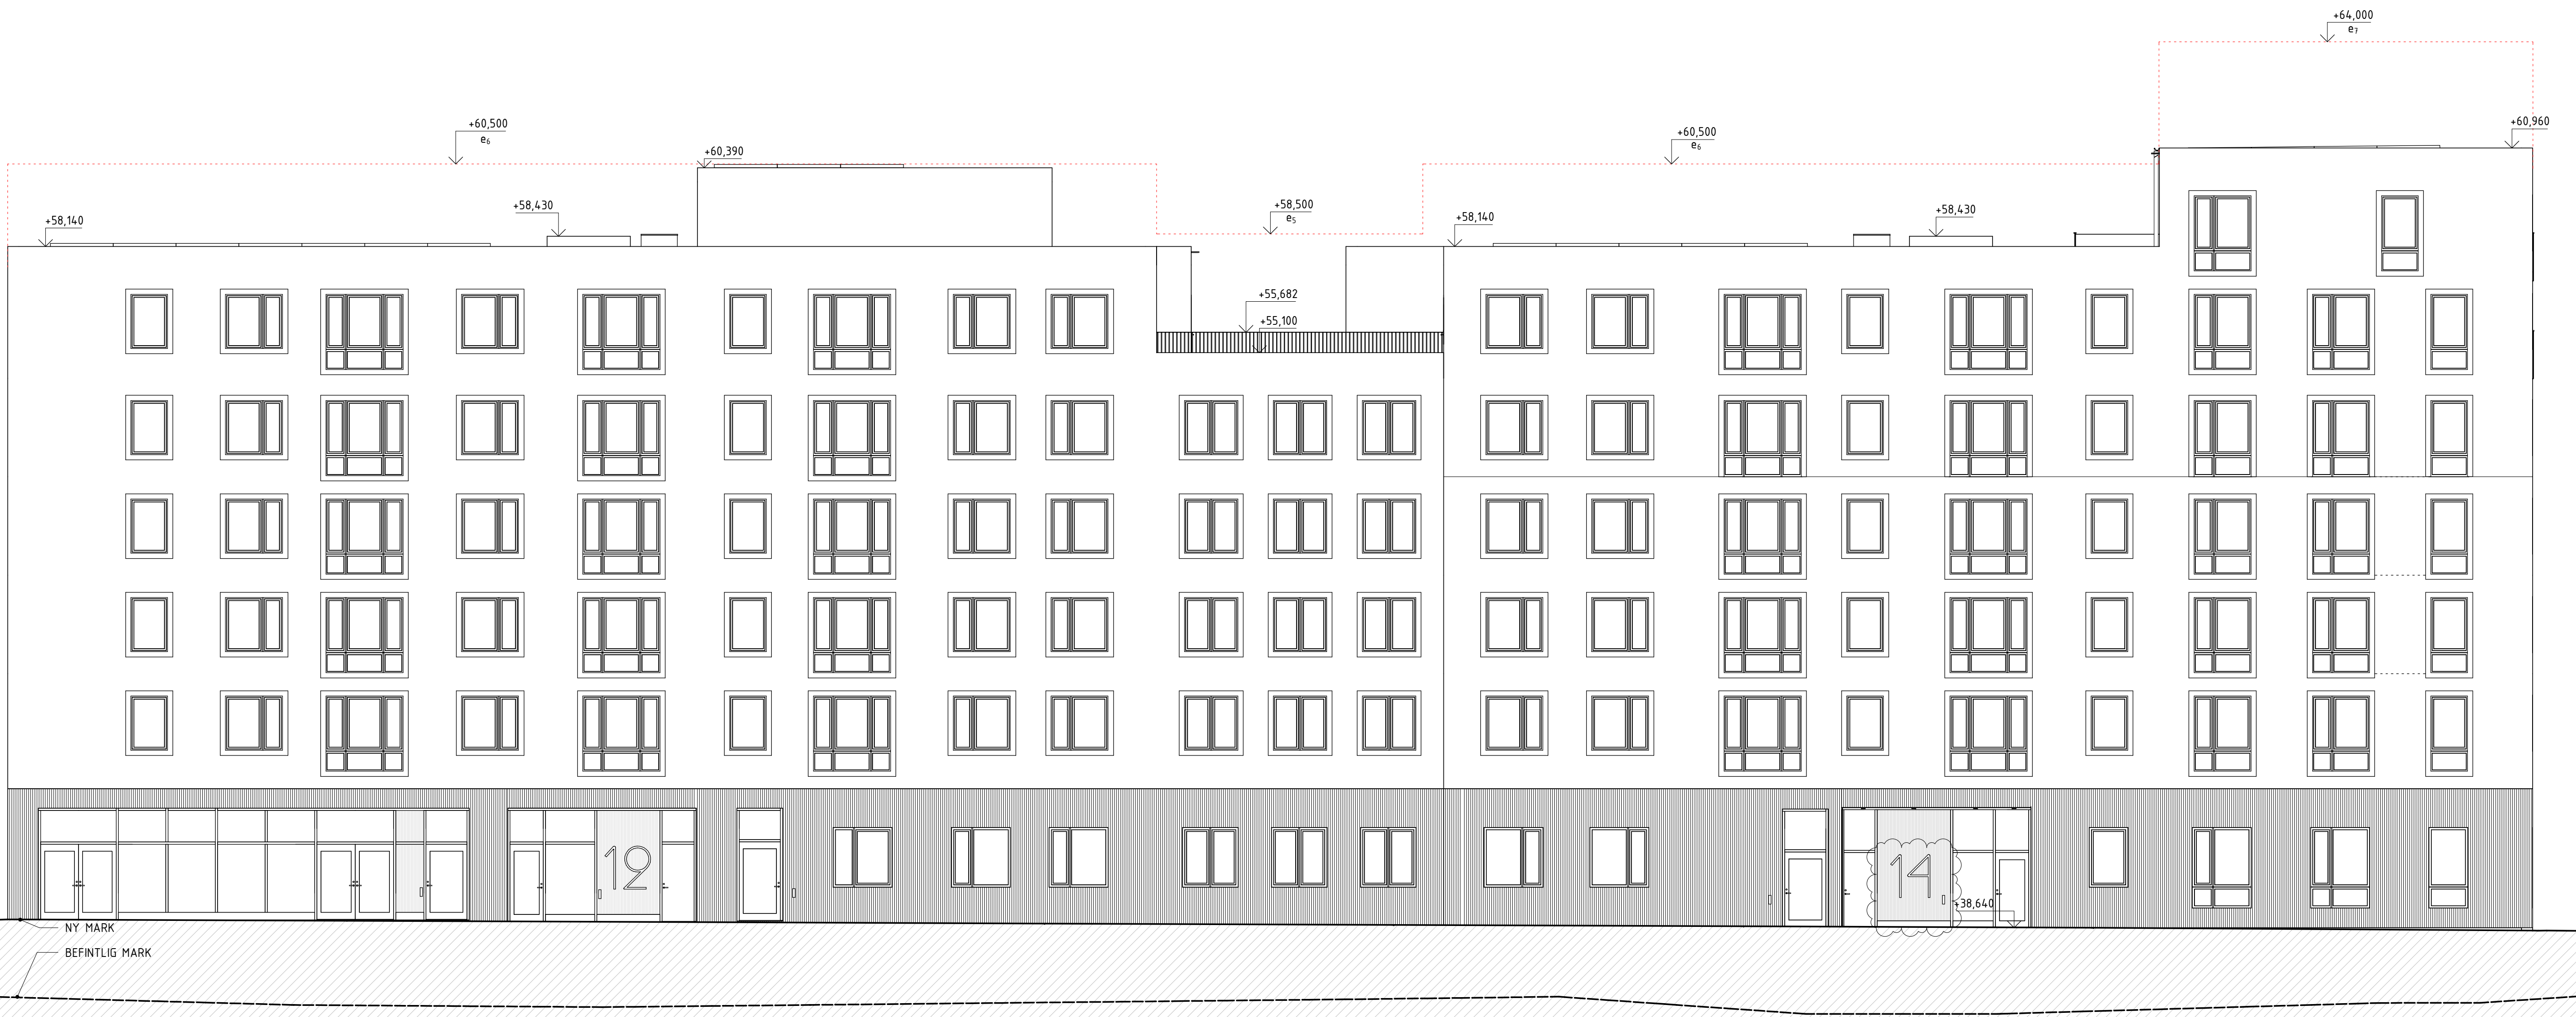 +64,000
e₇
+60,500
e₆
+60,500
e₆
+60,960
+60,390
+58,140
+58,430
+58,500
e₅
+58,140
+58,430
+55,682
+55,100
12
14
+38,640
NY MARK
BEFINTLIG MARK